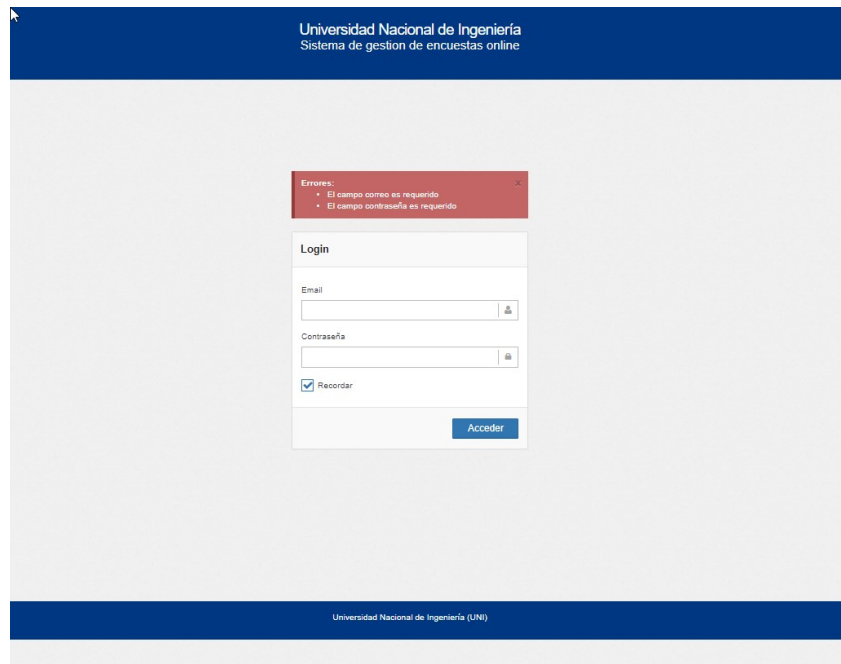 Universidad Nacional de Ingeniería
Sistema de gestion de encuestas online
Errores:
x
El campo correo es requerido
El campo contraseña es requerido
Login
Email
Contraseña
Recordar
Acceder
Universidad Nacional de Ingeniería (UNI)